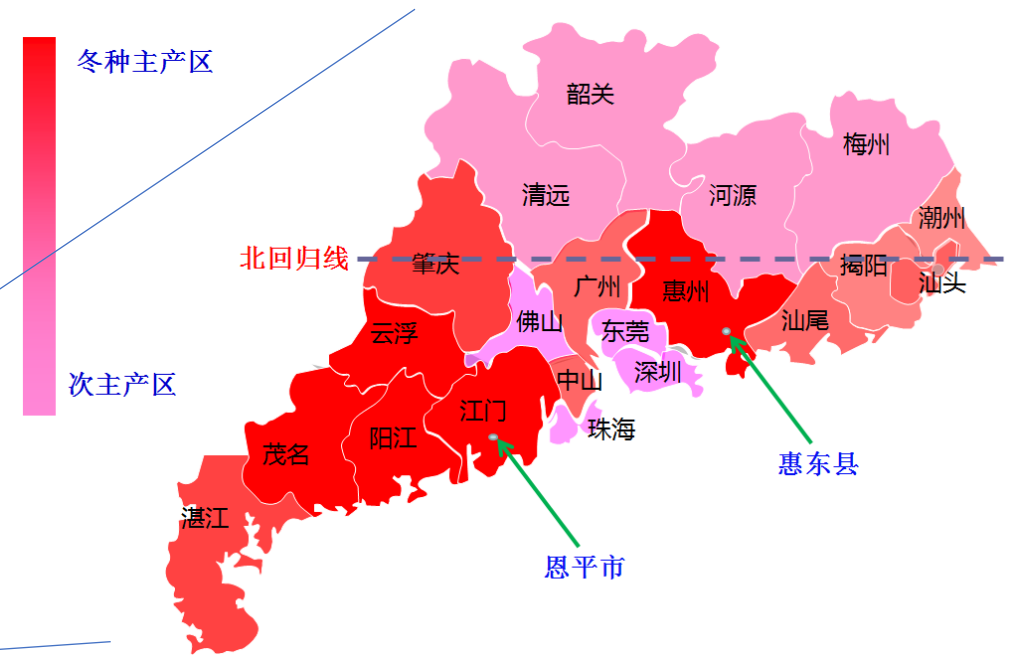 冬种主产区
韶关
梅州
清远
河源
潮州
北回归线
肇庆
揭阳
汕头
广州
惠州
云浮
佛山
东莞
汕尾
深圳
中山
江门
珠海
阳江
茂名
次主产区
惠东县
湛江
恩平市